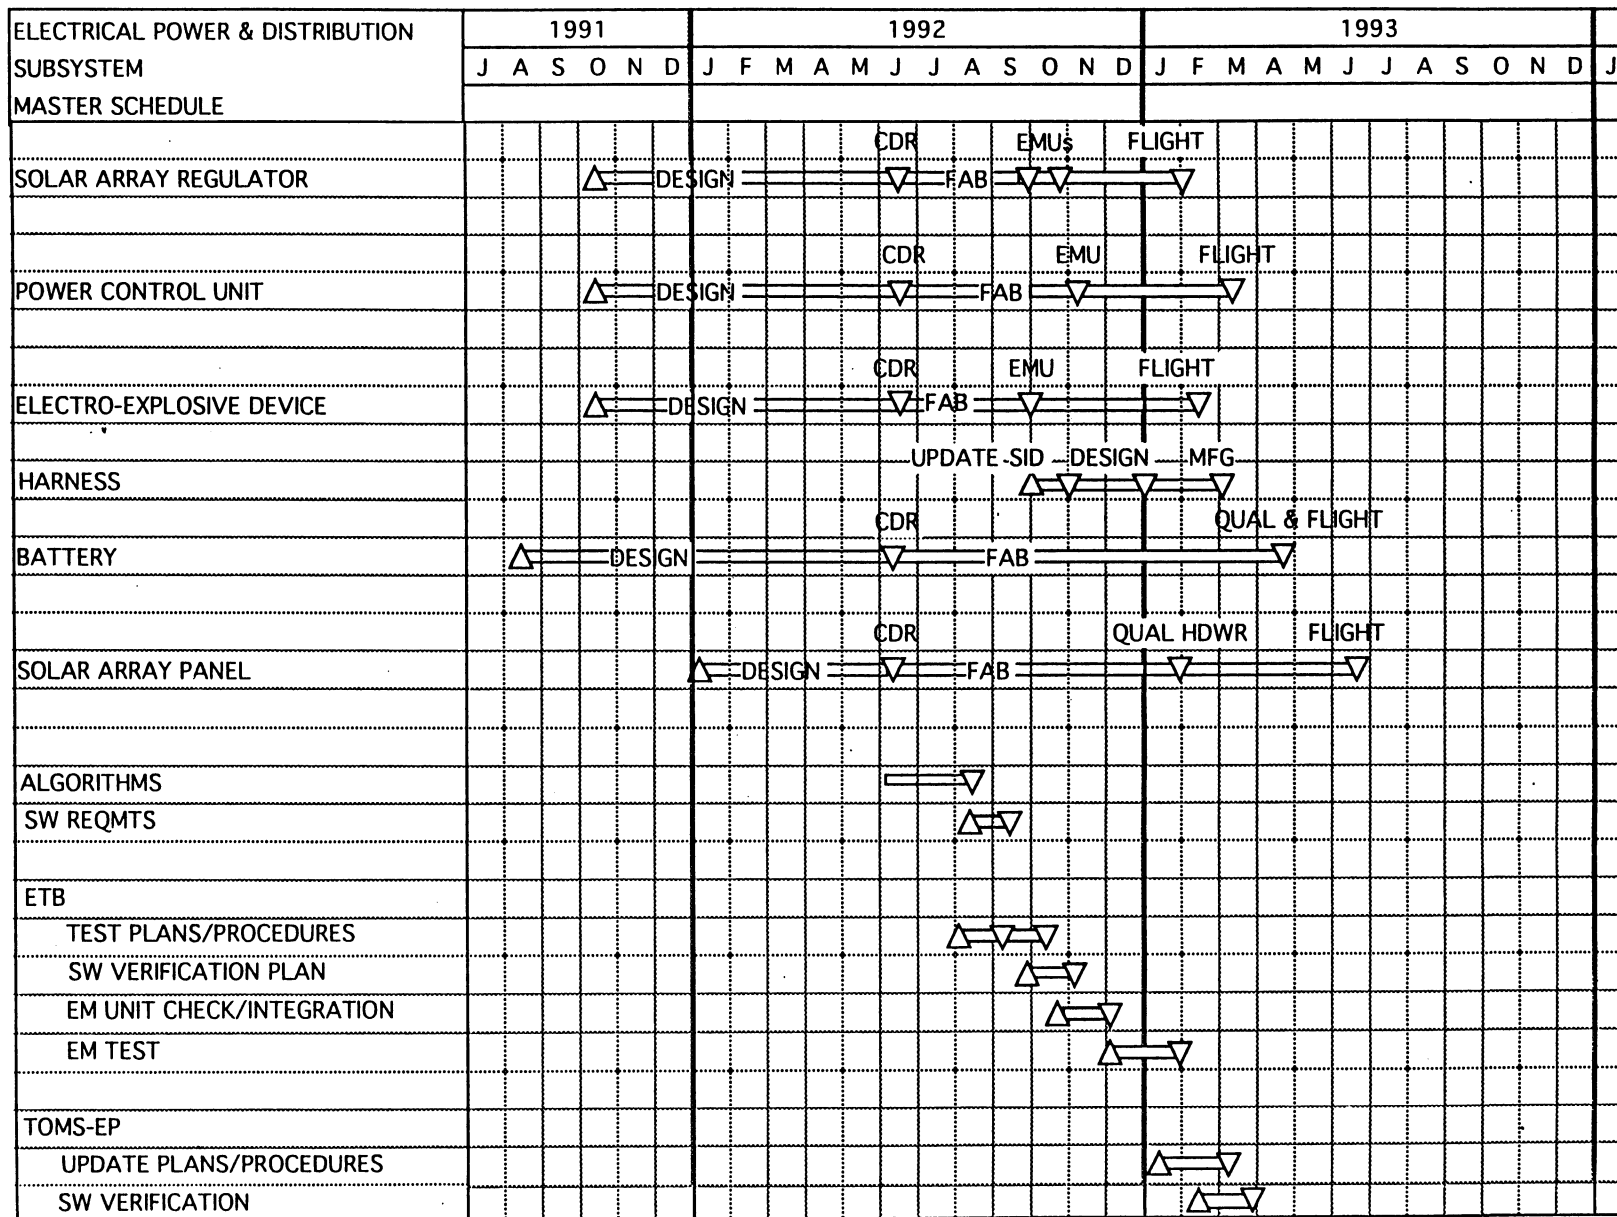 ELECTRICAL POWER & DISTRIBUTION 1991 1992 1993
SUBSYSTEM J A S O N D J F M A M J J A S O N D J F M A M J J A S O N D J
MASTER SCHEDULE
CDR EMUs FLIGHT
SOLAR ARRAY REGULATOR DESIGN FAB
CDR EMU FLIGHT
POWER CONTROL UNIT DESIGN FAB
CDR EMU FLIGHT
ELECTRO-EXPLOSIVE DEVICE DESIGN FAB
UPDATE SID DESIGN MFG
HARNESS
CDR QUAL & FLIGHT
BATTERY DESIGN FAB
CDR QUAL HDWR FLIGHT
SOLAR ARRAY PANEL DESIGN FAB
ALGORITHMS
SW REQMTS
ETB
TEST PLANS/PROCEDURES
SW VERIFICATION PLAN
EM UNIT CHECK/INTEGRATION
EM TEST
TOMS-EP
UPDATE PLANS/PROCEDURES
SW VERIFICATION